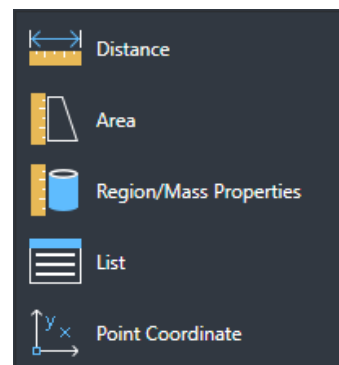 Distance
Area
Region/Mass Properties
List
y
x
Point Coordinate